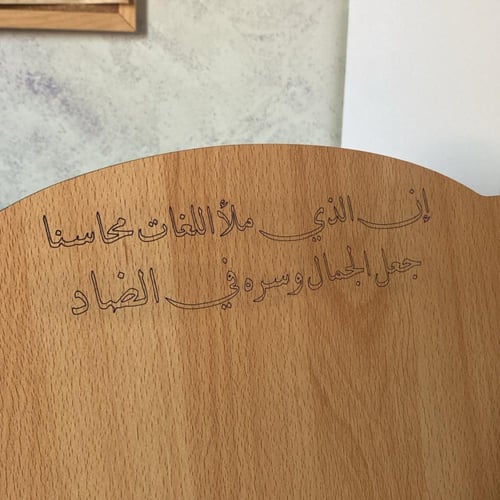 إن الذي ملأ اللغات محاسنا
جعل الجمال وسره في الضاد